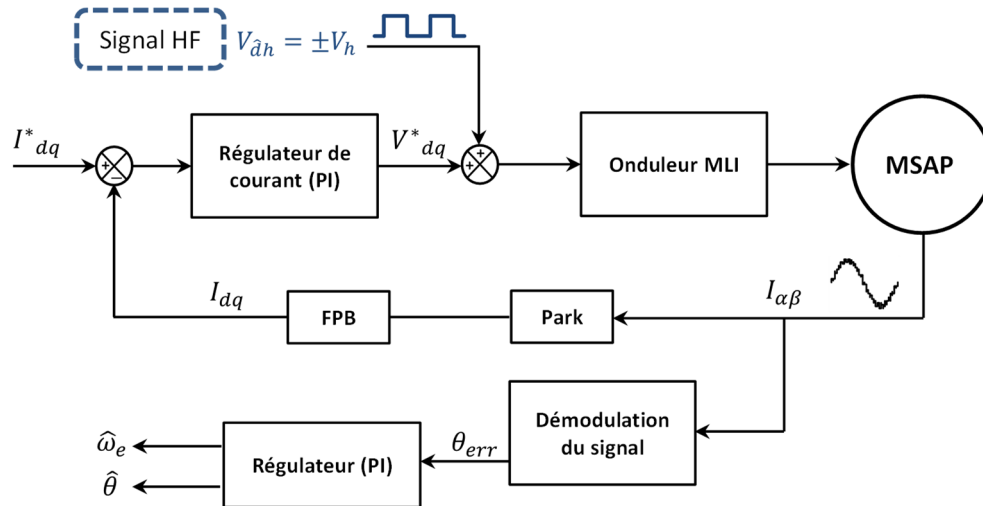 Signal HF
V_{d̂h} = ±V_h
I*_{dq}
+
−
Régulateur de
courant (PI)
V*_{dq}
+
+
Onduleur MLI
MSAP
I_{dq}
FPB
Park
I_{αβ}
Démodulation
du signal
θ_{err}
Régulateur (PI)
ω̂_e
θ̂